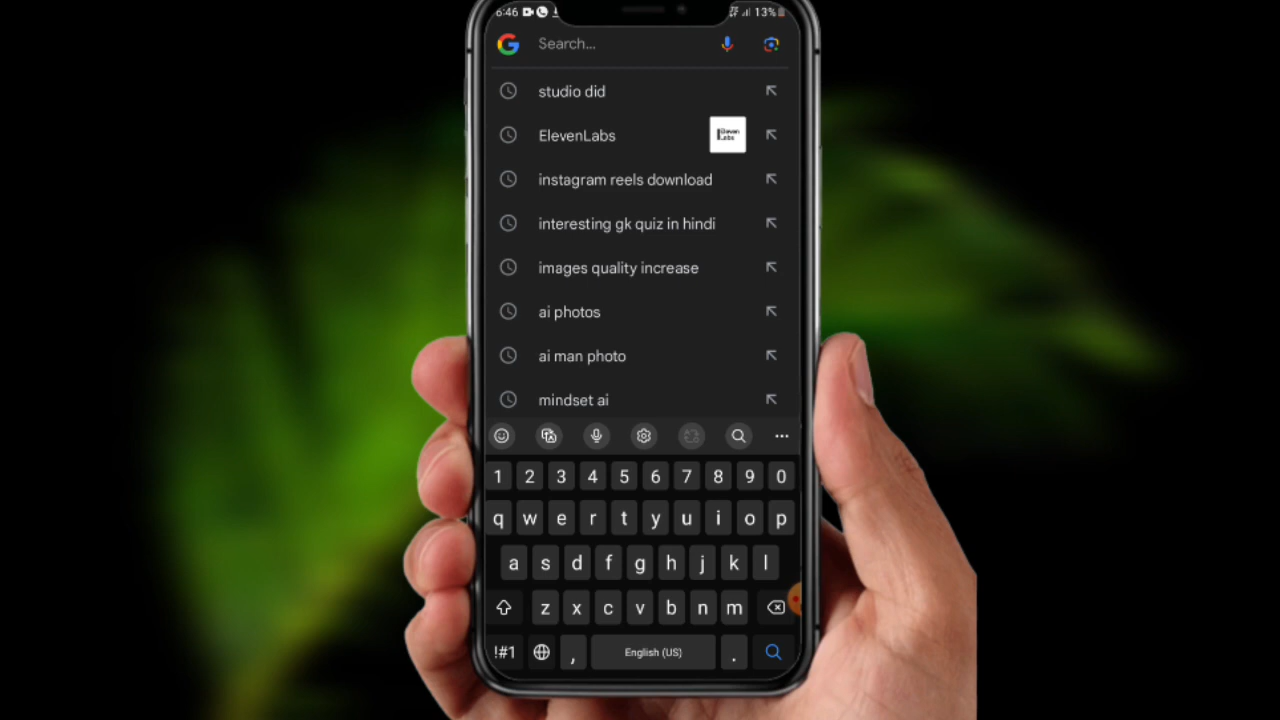 6:46
13%
Search...
studio did
ElevenLabs
Eleven Labs
instagram reels download
interesting gk quiz in hindi
images quality increase
ai photos
ai man photo
mindset ai
1 2 3 4 5 6 7 8 9 0
q w e r t y u i o p
a s d f g h j k l
z x c v b n m
!#1 , English (US) .